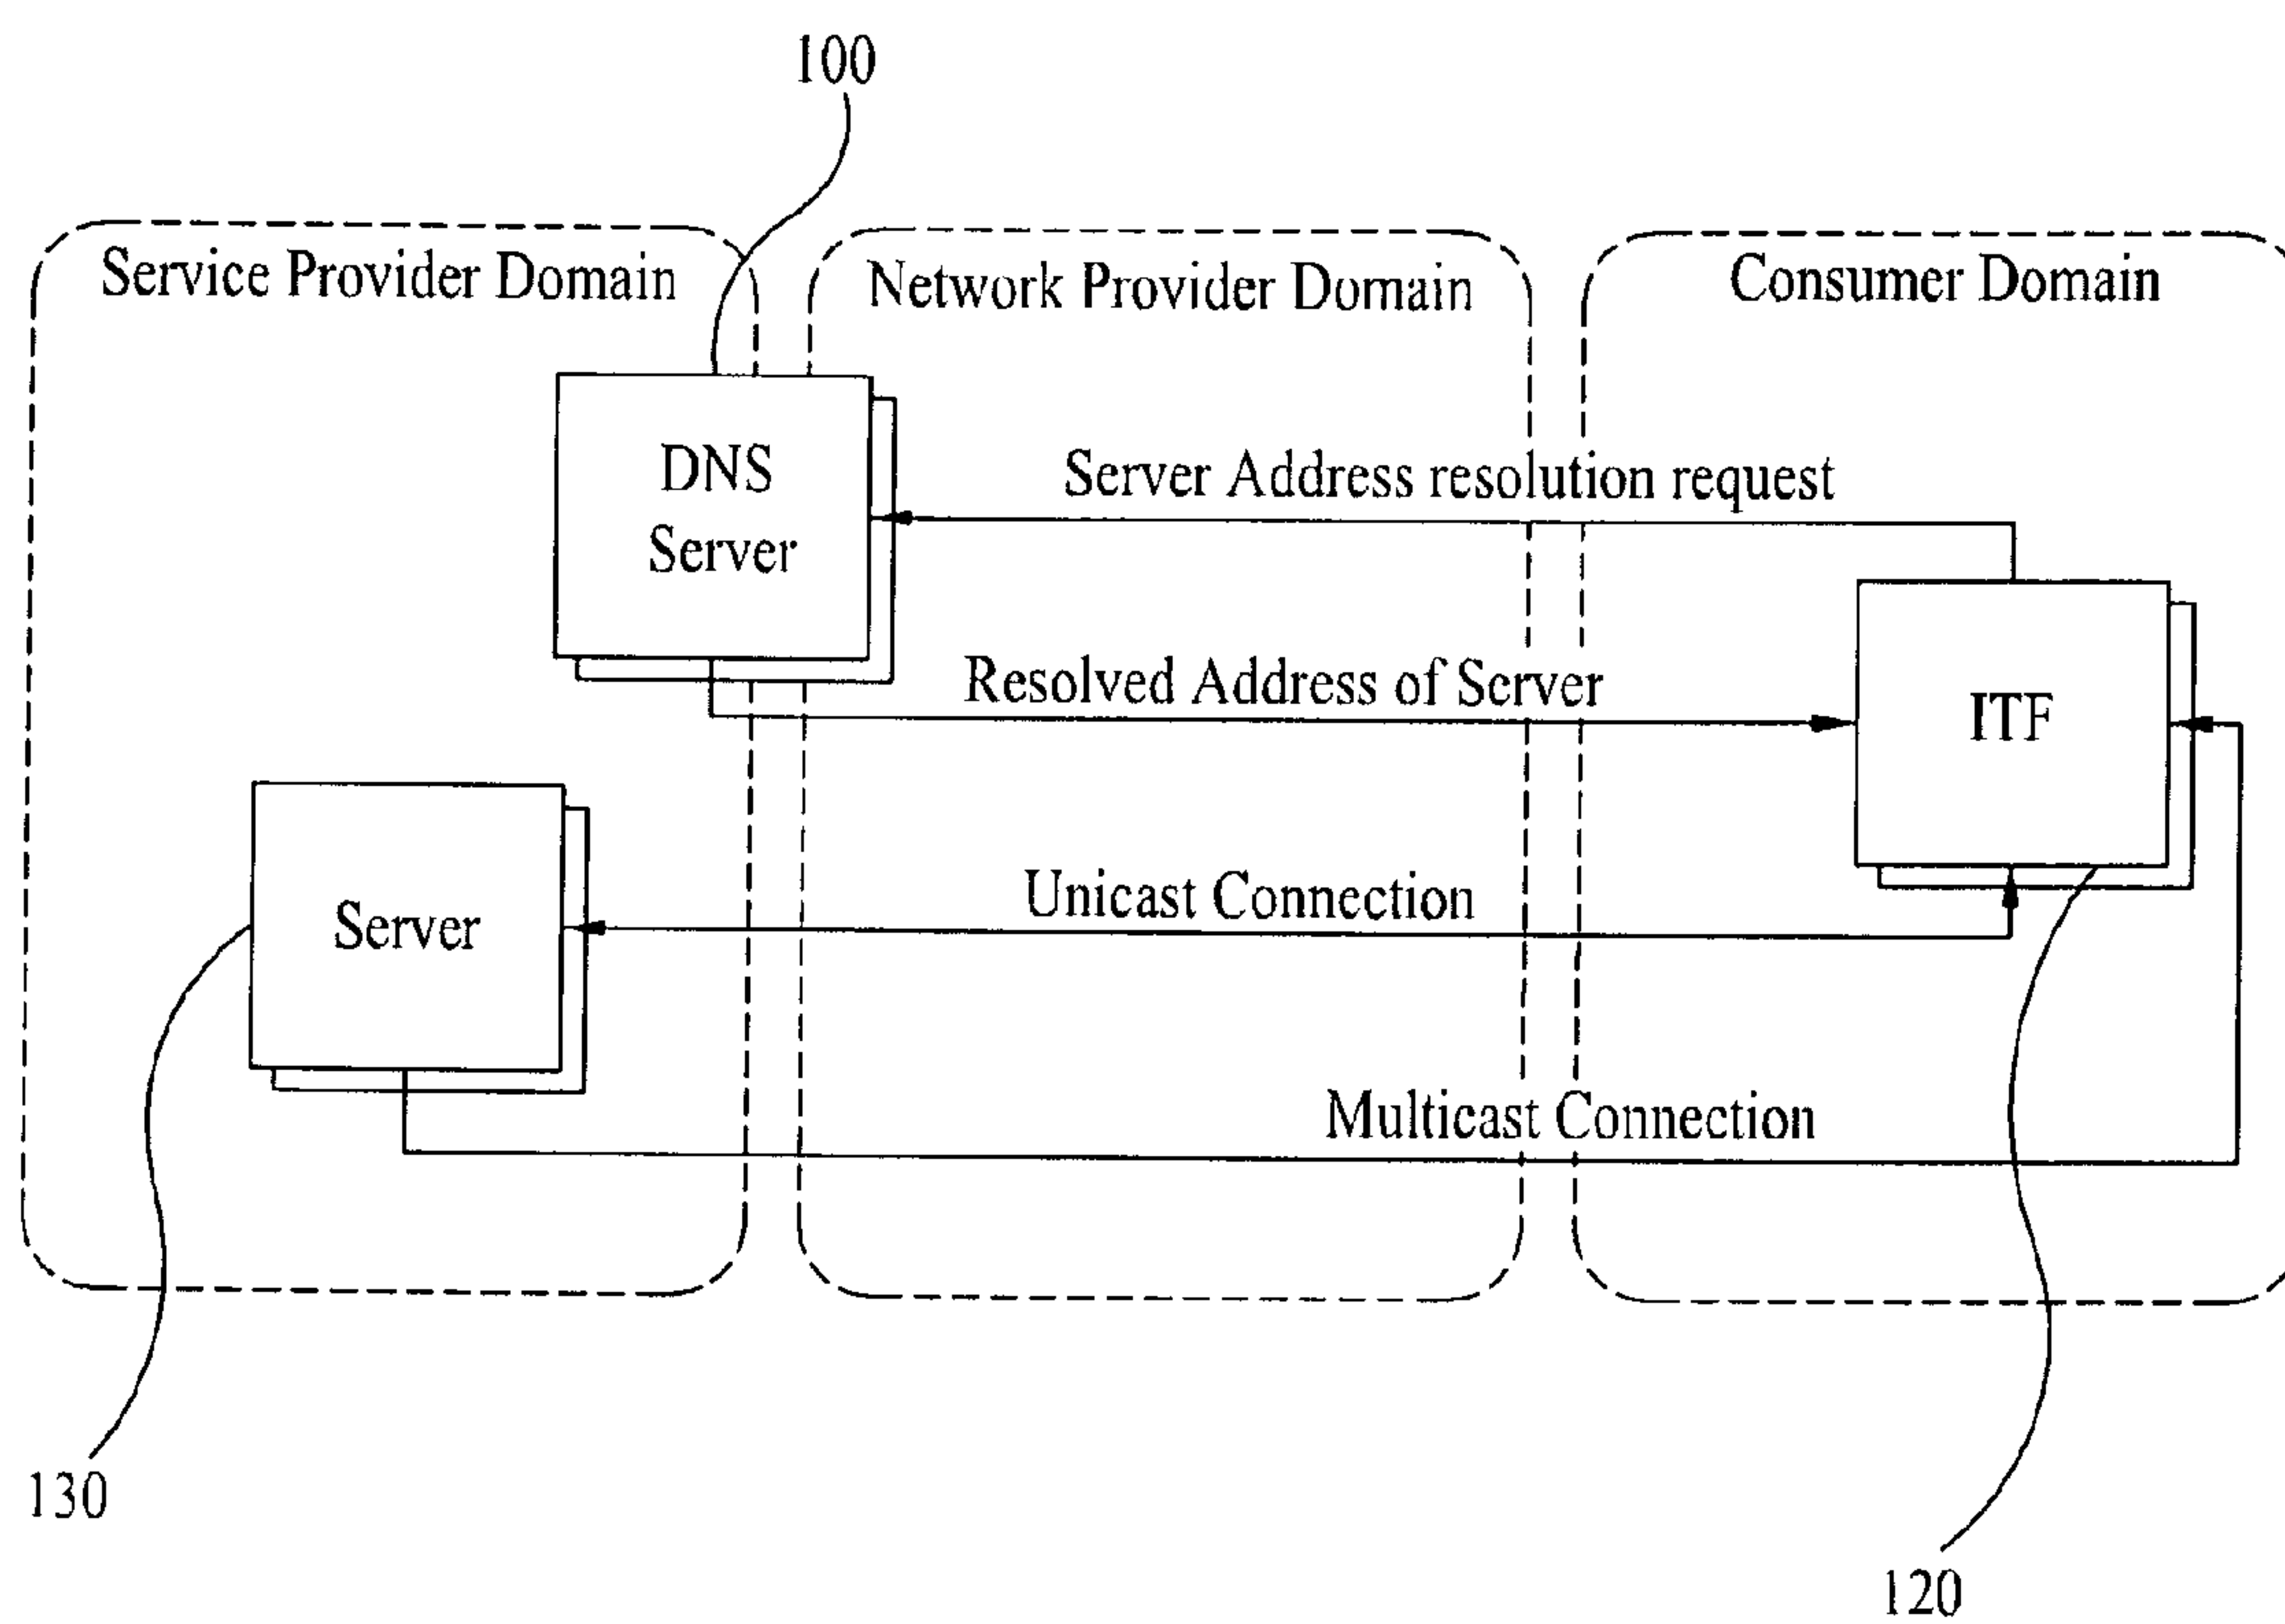 100
Service Provider Domain
Network Provider Domain
Consumer Domain
DNS
Server
Server Address resolution request
Resolved Address of Server
ITF
Server
Unicast Connection
Multicast Connection
130
120